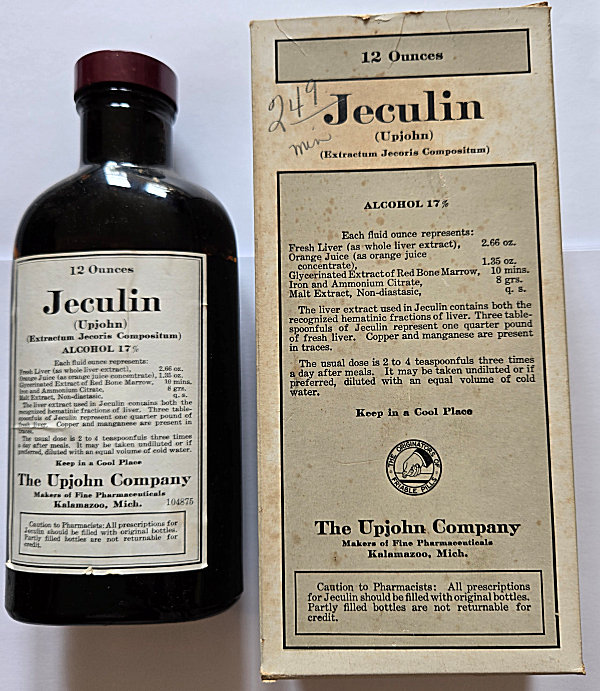 12 Ounces
Jeculin
(Upjohn)
(Extractum Jecoris Compositum)
ALCOHOL 17%
Each fluid ounce represents:
Fresh Liver (as whole liver extract), 2.66 oz.
Orange Juice (as orange juice concentrate), 1.35 oz.
Glycerinated Extract of Red Bone Marrow, 10 mins.
Iron and Ammonium Citrate, 8 grs.
Malt Extract, Non-diastasic, q. s.
The liver extract used in Jeculin contains both the
recognized hematinic fractions of liver. Three table-
spoonfuls of Jeculin represent one quarter pound of
fresh liver. Copper and manganese are present in
traces.
The usual dose is 2 to 4 teaspoonfuls three times
a day after meals. It may be taken undiluted or if
preferred, diluted with an equal volume of cold water.
Keep in a Cool Place
The Upjohn Company
Makers of Fine Pharmaceuticals
Kalamazoo, Mich. 104875
Caution to Pharmacists: All prescriptions for
Jeculin should be filled with original bottles.
Partly filled bottles are not returnable for
credit.
12 Ounces
249
min
Jeculin
(Upjohn)
(Extractum Jecoris Compositum)
ALCOHOL 17%
Each fluid ounce represents:
Fresh Liver (as whole liver extract), 2.66 oz.
Orange Juice (as orange juice
concentrate), 1.35 oz.
Glycerinated Extract of Red Bone Marrow, 10 mins.
Iron and Ammonium Citrate, 8 grs.
Malt Extract, Non-diastasic, q. s.
The liver extract used in Jeculin contains both the
recognized hematinic fractions of liver. Three table-
spoonfuls of Jeculin represent one quarter pound
of fresh liver. Copper and manganese are present
in traces.
The usual dose is 2 to 4 teaspoonfuls three times
a day after meals. It may be taken undiluted or if
preferred, diluted with an equal volume of cold
water.
Keep in a Cool Place
THE ORIGINATORS OF
FRIABLE PILLS
The Upjohn Company
Makers of Fine Pharmaceuticals
Kalamazoo, Mich.
Caution to Pharmacists: All prescriptions
for Jeculin should be filled with original bottles.
Partly filled bottles are not returnable for
credit.